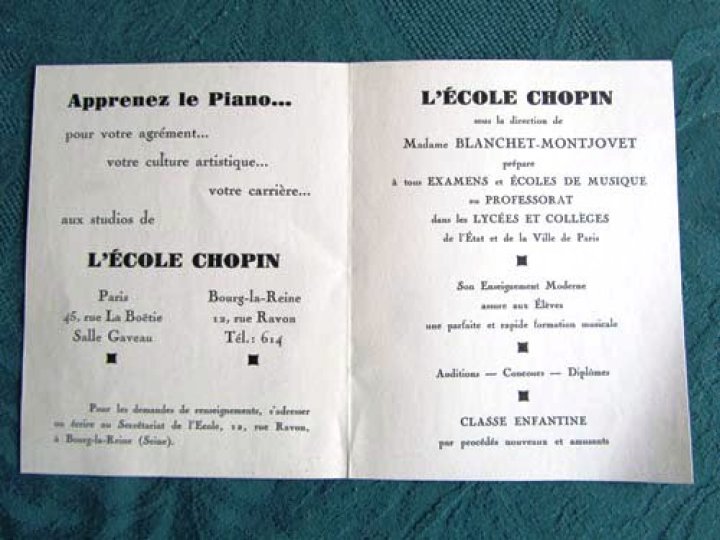 Apprenez le Piano...
pour votre agrément...
votre culture artistique...
votre carrière...
aux studios de
L'ÉCOLE CHOPIN
Paris
45, rue La Boëtie
Salle Gaveau
Bourg-la-Reine
12, rue Ravon
Tél.: 614
Pour les demandes de renseignements, s'adresser
ou écrire au Secrétariat de l'Ecole, 12, rue Ravon,
à Bourg-la-Reine (Seine).
L'ÉCOLE CHOPIN
sous la direction de
Madame BLANCHET-MONTJOVET
prépare
à tous EXAMENS et ÉCOLES DE MUSIQUE
au PROFESSORAT
dans les LYCÉES ET COLLÈGES
de l'État et de la Ville de Paris
Son Enseignement Moderne
assure aux Élèves
une parfaite et rapide formation musicale
Auditions — Concours — Diplômes
CLASSE ENFANTINE
par procédés nouveaux et amusants